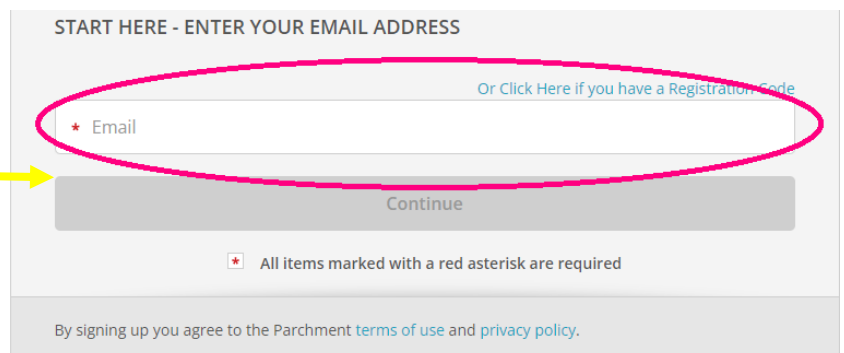 START HERE - ENTER YOUR EMAIL ADDRESS
Or Click Here if you have a Registration Code
* Email
Continue
* All items marked with a red asterisk are required
By signing up you agree to the Parchment terms of use and privacy policy.